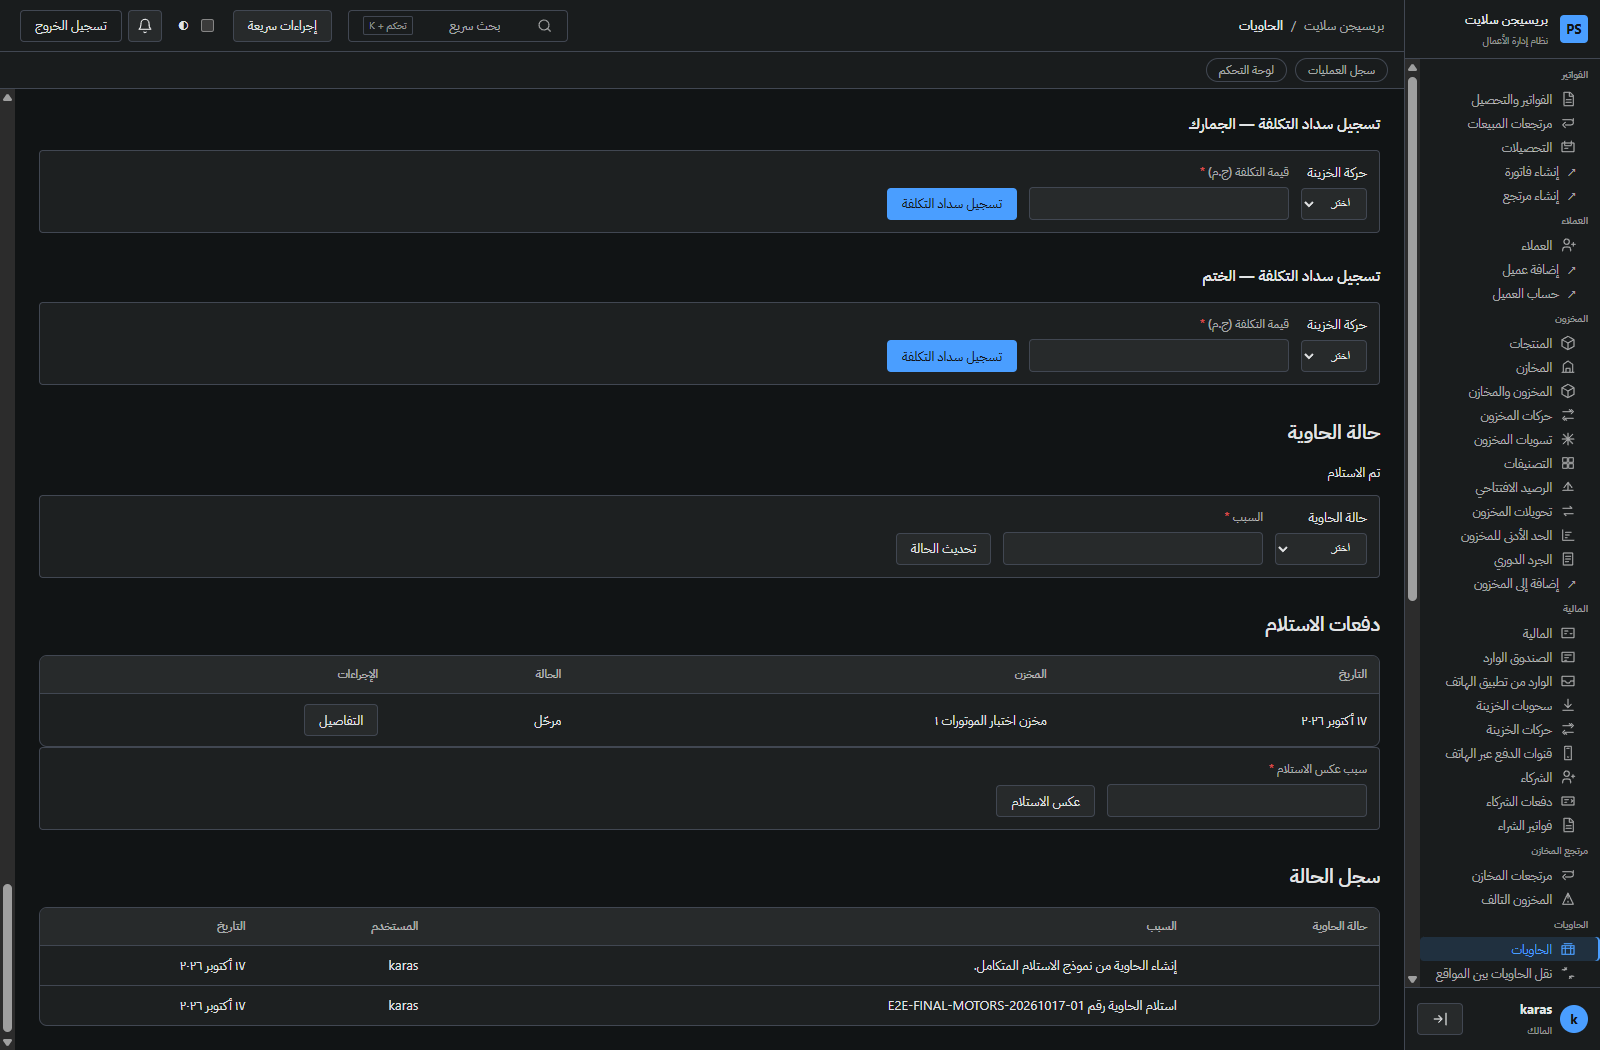 PS
بريسيجن سلايت
نظام إدارة الأعمال
بريسيجن سلايت / الحاويات
بحث سريع
تحكم + K
إجراءات سريعة
تسجيل الخروج
سجل العمليات
لوحة التحكم
الفواتير
الفواتير والتحصيل
مرتجعات المبيعات
التحصيلات
إنشاء فاتورة
إنشاء مرتجع
العملاء
العملاء
إضافة عميل
حساب العميل
المخزون
المنتجات
المخازن
المخزون والمخازن
حركات المخزون
تسويات المخزون
التصنيفات
الرصيد الافتتاحي
تحويلات المخزون
الحد الأدنى للمخزون
الجرد الدوري
إضافة إلى المخزون
المالية
المالية
الصندوق الوارد
الوارد من تطبيق الهاتف
سحوبات الخزينة
حركات الخزينة
قنوات الدفع عبر الهاتف
الشركاء
دفعات الشركاء
فواتير الشراء
مرتجع المخازن
مرتجعات المخازن
المخزون التالف
الحاويات
الحاويات
نقل الحاويات بين المواقع
karas
المالك
k
تسجيل سداد التكلفة — الجمارك
حركة الخزينة
قيمة التكلفة (ج.م) *
اختر
تسجيل سداد التكلفة
تسجيل سداد التكلفة — الختم
حركة الخزينة
قيمة التكلفة (ج.م) *
اختر
تسجيل سداد التكلفة
حالة الحاوية
تم الاستلام
حالة الحاوية
السبب *
اختر
تحديث الحالة
دفعات الاستلام
التاريخ المخزن الحالة الإجراءات
١٧ أكتوبر ٢٠٢٦ مخزن اختبار الموتورات ١ مرحّل التفاصيل
سبب عكس الاستلام *
عكس الاستلام
سجل الحالة
حالة الحاوية السبب المستخدم التاريخ
إنشاء الحاوية من نموذج الاستلام المتكامل. karas ١٧ أكتوبر ٢٠٢٦
استلام الحاوية رقم E2E-FINAL-MOTORS-20261017-01 karas ١٧ أكتوبر ٢٠٢٦